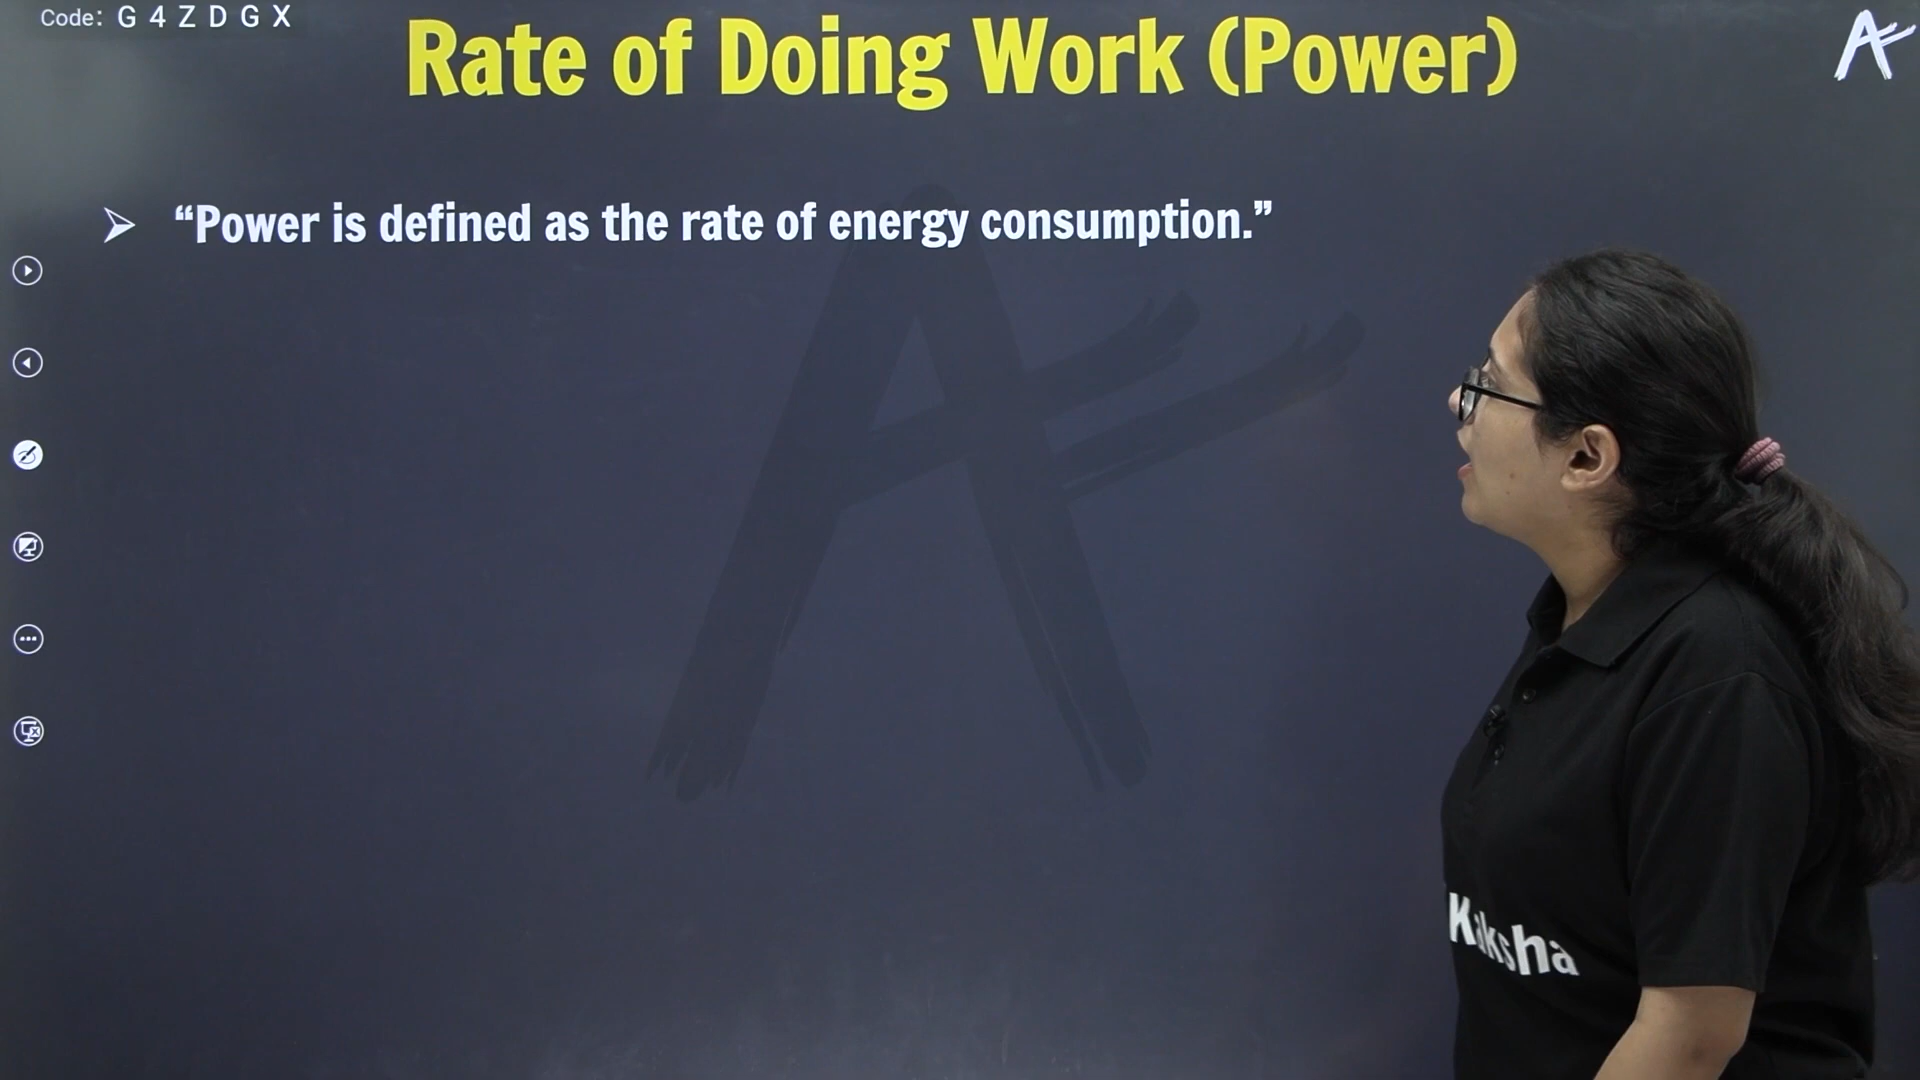 Code: G 4 Z D G X
Rate of Doing Work (Power)
➢ “Power is defined as the rate of energy consumption.”
Kaksha